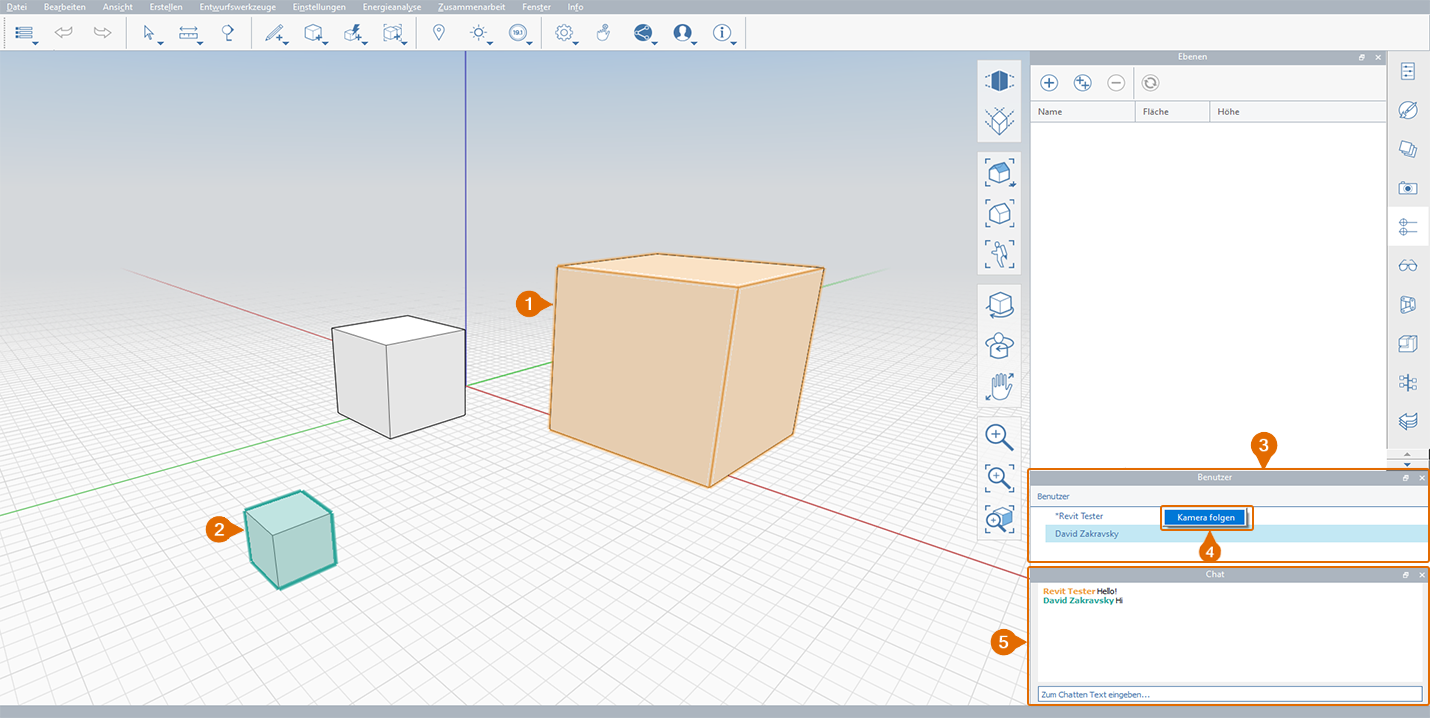 Datei Bearbeiten Ansicht Erstellen Entwurfswerkzeuge Einstellungen Energieanalyse Zusammenarbeit Fenster Info
191
Ebenen
Name Fläche Höhe
1
2
3
Benutzer
Benutzer
*Revit Tester
Kamera folgen
David Zakravsky
4
Chat
Revit Tester Hello!
David Zakravsky Hi
5
Zum Chatten Text eingeben...